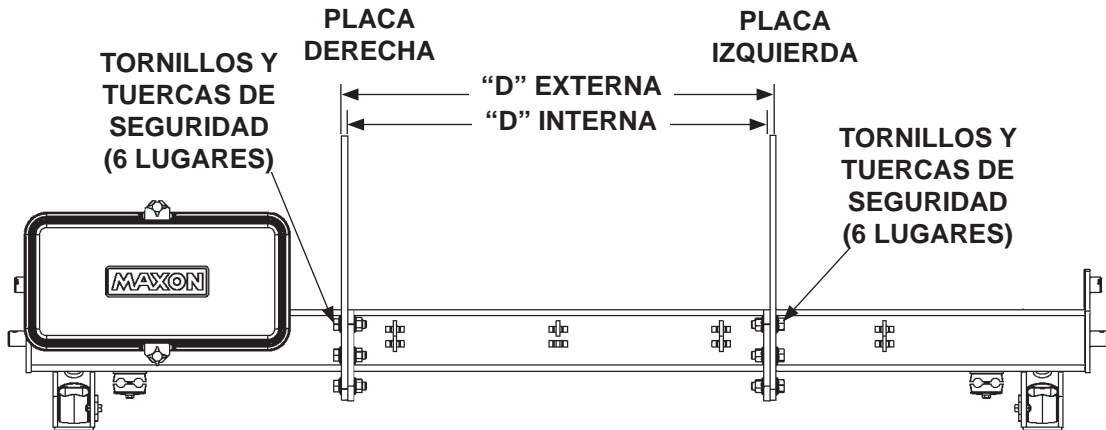 PLACA
DERECHA
PLACA
IZQUIERDA
TORNILLOS Y
TUERCAS DE
SEGURIDAD
(6 LUGARES)
“D” EXTERNA
“D” INTERNA
TORNILLOS Y
TUERCAS DE
SEGURIDAD
(6 LUGARES)
MAXON